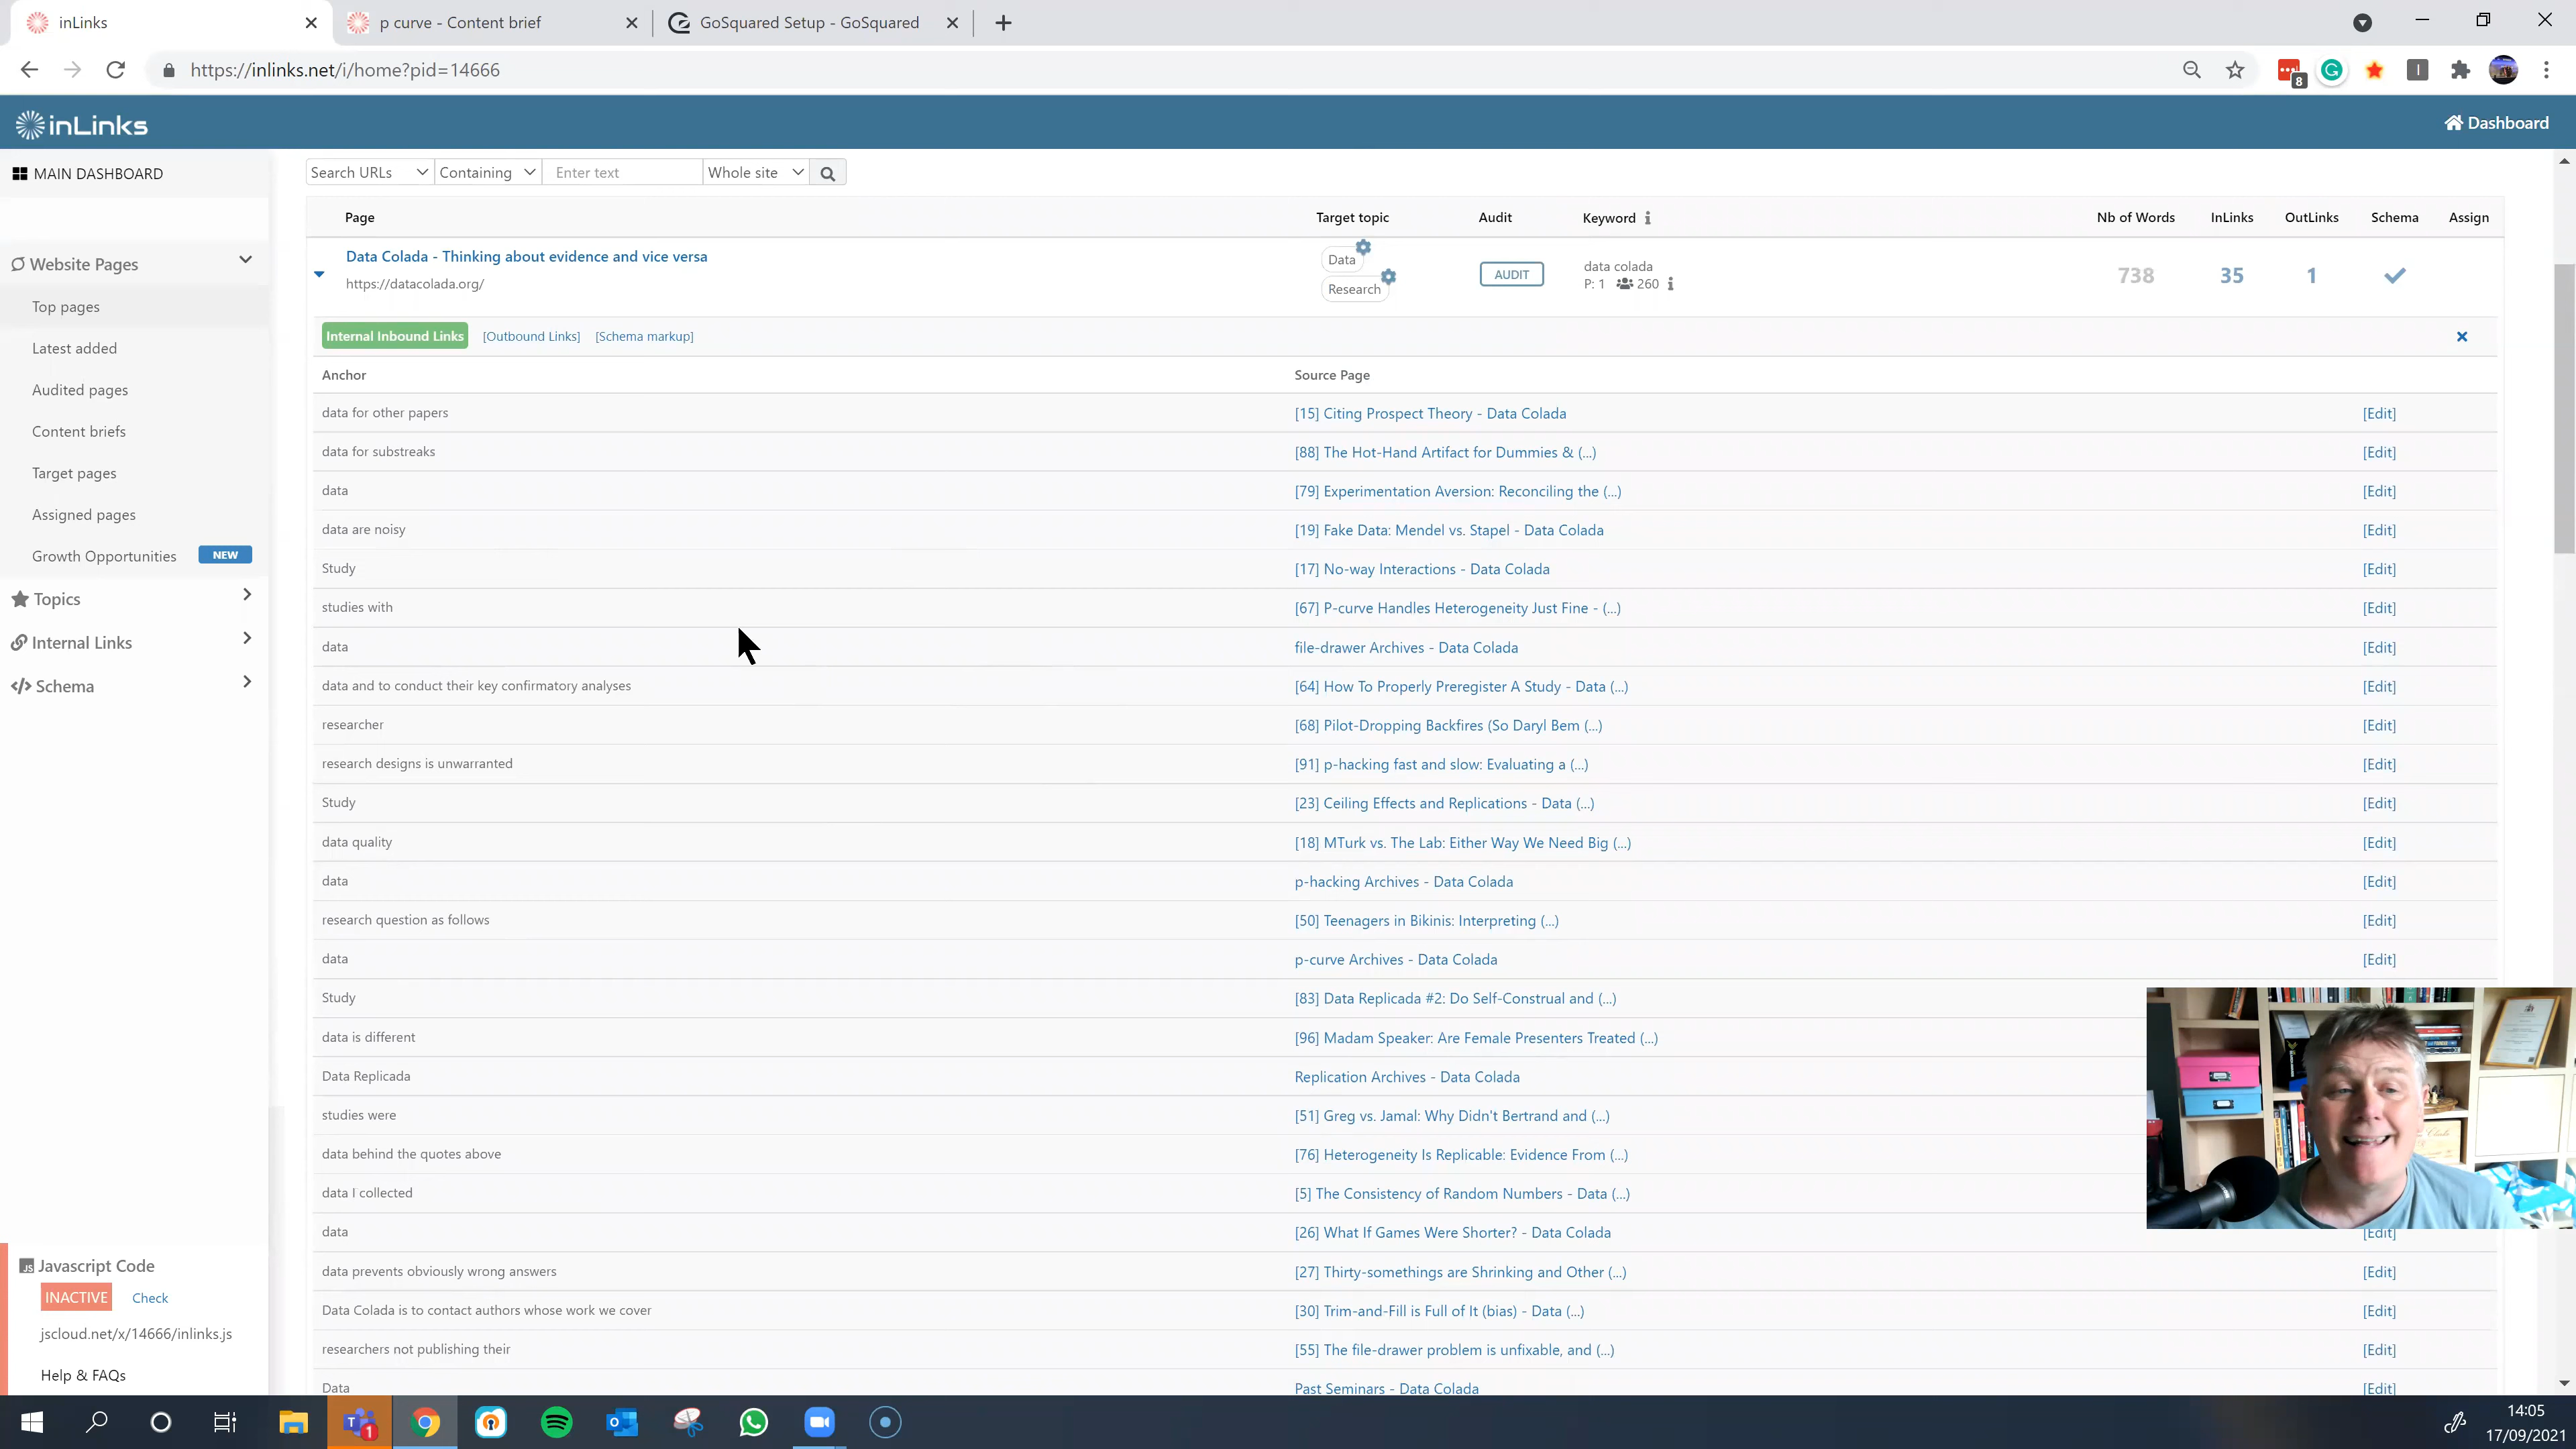 inLinks
p curve - Content brief
GoSquared Setup - GoSquared
https://inlinks.net/i/home?pid=14666
8
inLinks
Dashboard
MAIN DASHBOARD
Website Pages
Top pages
Latest added
Audited pages
Content briefs
Target pages
Assigned pages
Growth Opportunities NEW
Topics
Internal Links
Schema
Javascript Code
INACTIVE Check
jscloud.net/x/14666/inlinks.js
Help & FAQs
Search URLs Containing Enter text Whole site
Page Target topic Audit Keyword Nb of Words InLinks OutLinks Schema Assign
Data Colada - Thinking about evidence and vice versa
https://datacolada.org/
Data
Research
AUDIT
data colada
P: 1 260
738 35 1
Internal Inbound Links [Outbound Links] [Schema markup]
Anchor Source Page
data for other papers [15] Citing Prospect Theory - Data Colada [Edit]
data for substreaks [88] The Hot-Hand Artifact for Dummies & (...) [Edit]
data [79] Experimentation Aversion: Reconciling the (...) [Edit]
data are noisy [19] Fake Data: Mendel vs. Stapel - Data Colada [Edit]
Study [17] No-way Interactions - Data Colada [Edit]
studies with [67] P-curve Handles Heterogeneity Just Fine - (...) [Edit]
data file-drawer Archives - Data Colada [Edit]
data and to conduct their key confirmatory analyses [64] How To Properly Preregister A Study - Data (...) [Edit]
researcher [68] Pilot-Dropping Backfires (So Daryl Bem (...) [Edit]
research designs is unwarranted [91] p-hacking fast and slow: Evaluating a (...) [Edit]
Study [23] Ceiling Effects and Replications - Data (...) [Edit]
data quality [18] MTurk vs. The Lab: Either Way We Need Big (...) [Edit]
data p-hacking Archives - Data Colada [Edit]
research question as follows [50] Teenagers in Bikinis: Interpreting (...) [Edit]
data p-curve Archives - Data Colada [Edit]
Study [83] Data Replicada #2: Do Self-Construal and (...)
data is different [96] Madam Speaker: Are Female Presenters Treated (...)
Data Replicada Replication Archives - Data Colada
studies were [51] Greg vs. Jamal: Why Didn't Bertrand and (...)
data behind the quotes above [76] Heterogeneity Is Replicable: Evidence From (...)
data I collected [5] The Consistency of Random Numbers - Data (...)
data [26] What If Games Were Shorter? - Data Colada [Edit]
data prevents obviously wrong answers [27] Thirty-somethings are Shrinking and Other (...) [Edit]
Data Colada is to contact authors whose work we cover [30] Trim-and-Fill is Full of It (bias) - Data (...) [Edit]
researchers not publishing their [55] The file-drawer problem is unfixable, and (...) [Edit]
Data Past Seminars - Data Colada [Edit]
1
14:05
17/09/2021